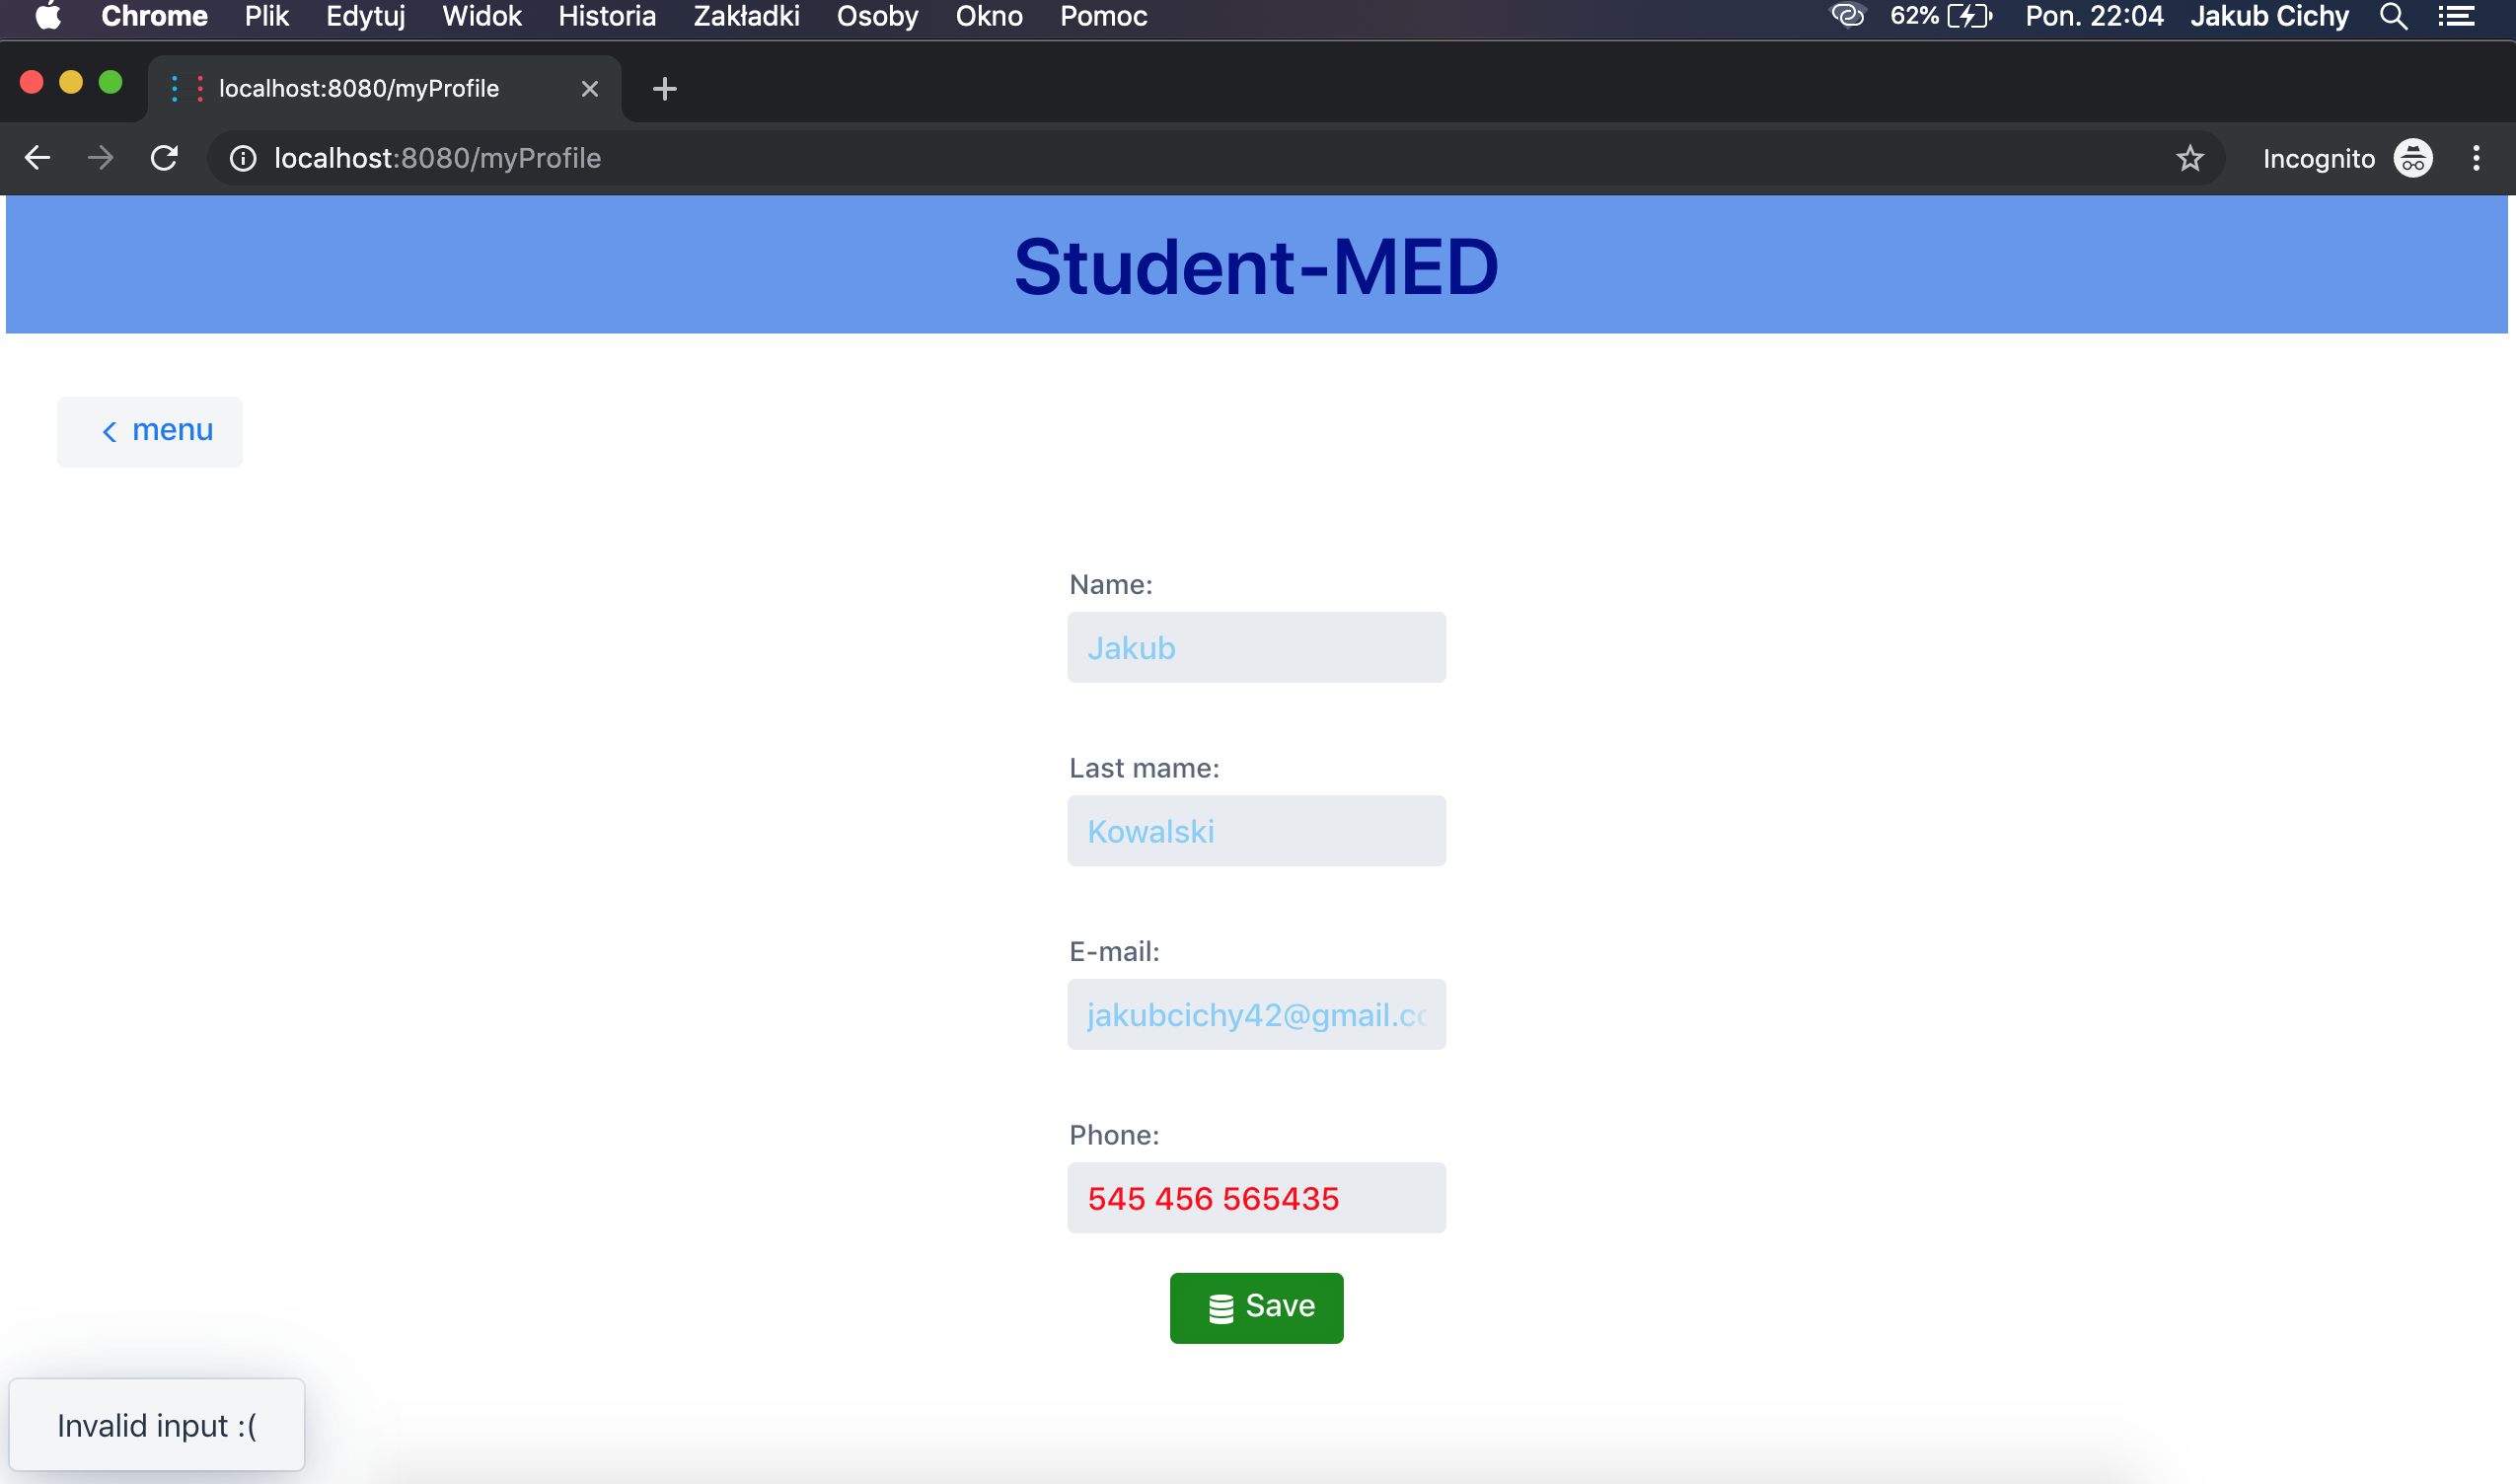 Chrome Plik Edytuj Widok Historia Zakładki Osoby Okno Pomoc 62% Pon. 22:04 Jakub Cichy
localhost:8080/myProfile
localhost:8080/myProfile Incognito
Student-MED
menu
Name:
Jakub
Last mame:
Kowalski
E-mail:
jakubcichy42@gmail.co
Phone:
545 456 565435
Save
Invalid input :(